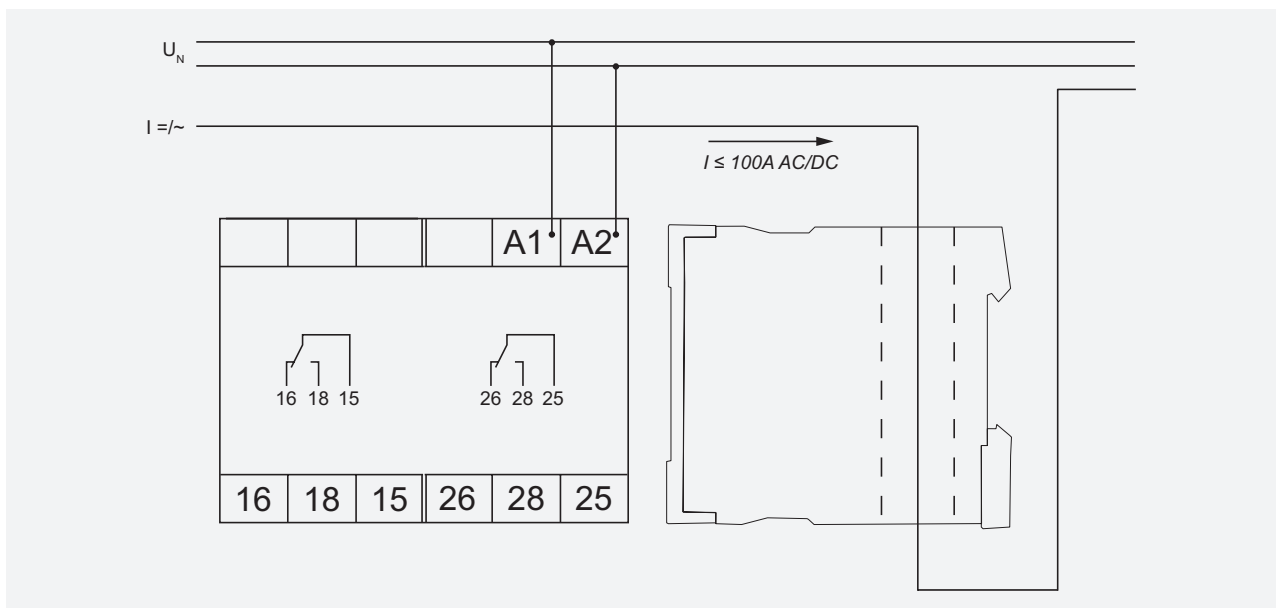 U_N
I =/~
I ≤ 100A AC/DC
A1 A2
16 18 15 26 28 25
16 18 15 26 28 25